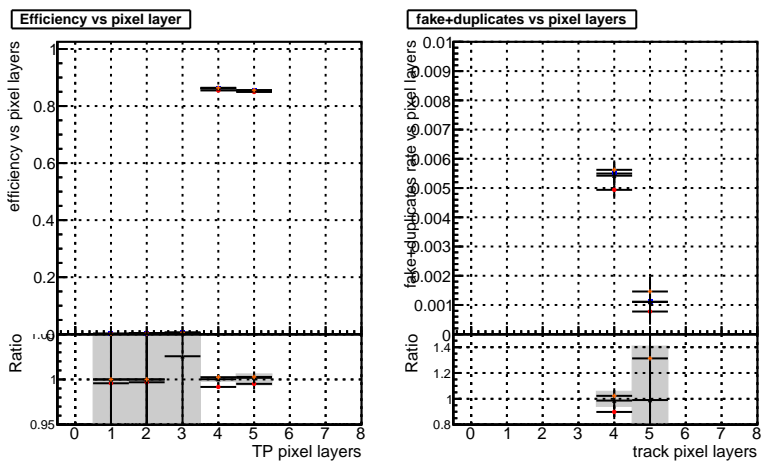 Efficiency vs pixel layer
efficiency vs pixel layers
1
0.8
0.6
0.4
0.2
0
Ratio
1
0.95
0 1 2 3 4 5 6 7 8
TP pixel layers
fake+duplicates vs pixel layers
fake+duplicates rate vs pixel layers
0.01
0.009
0.008
0.007
0.006
0.005
0.004
0.003
0.002
0.001
0
Ratio
1.4
1.2
1
0.8
0 1 2 3 4 5 6 7 8
track pixel layers